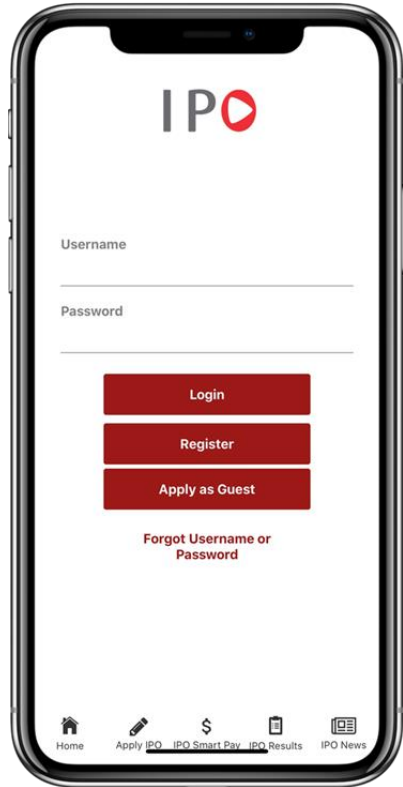 IPO
Username
Password
Login
Register
Apply as Guest
Forgot Username or
Password
Home Apply IPO IPO Smart Pay IPO Results IPO News